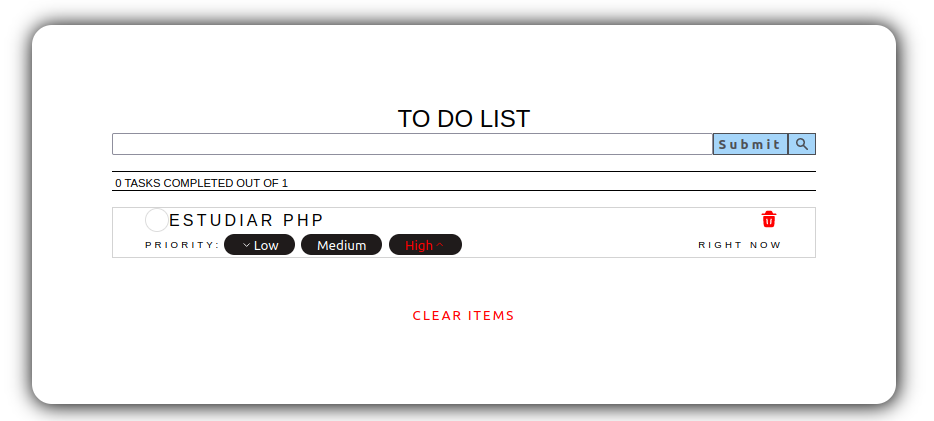 TO DO LIST
Submit
0 TASKS COMPLETED OUT OF 1
ESTUDIAR PHP
PRIORITY: Low Medium High RIGHT NOW
CLEAR ITEMS